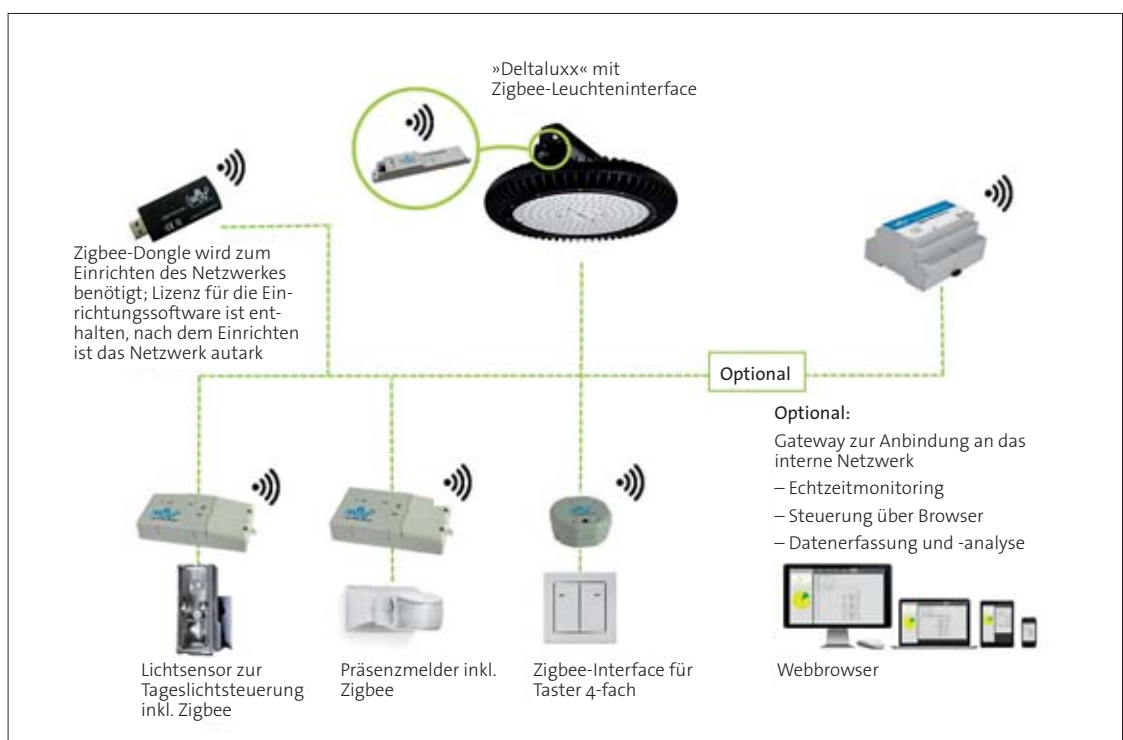 »Deltaluxx« mit
Zigbee-Leuchteninterface
Zigbee-Dongle wird zum
Einrichten des Netzwerkes
benötigt; Lizenz für die Ein-
richtungssoftware ist ent-
halten, nach dem Einrichten
ist das Netzwerk autark
Optional
Optional:
Gateway zur Anbindung an das
interne Netzwerk
– Echtzeitmonitoring
– Steuerung über Browser
– Datenerfassung und -analyse
Lichtsensor zur
Tageslichtsteuerung
inkl. Zigbee
Präsenzmelder inkl.
Zigbee
Zigbee-Interface für
Taster 4-fach
Webbrowser